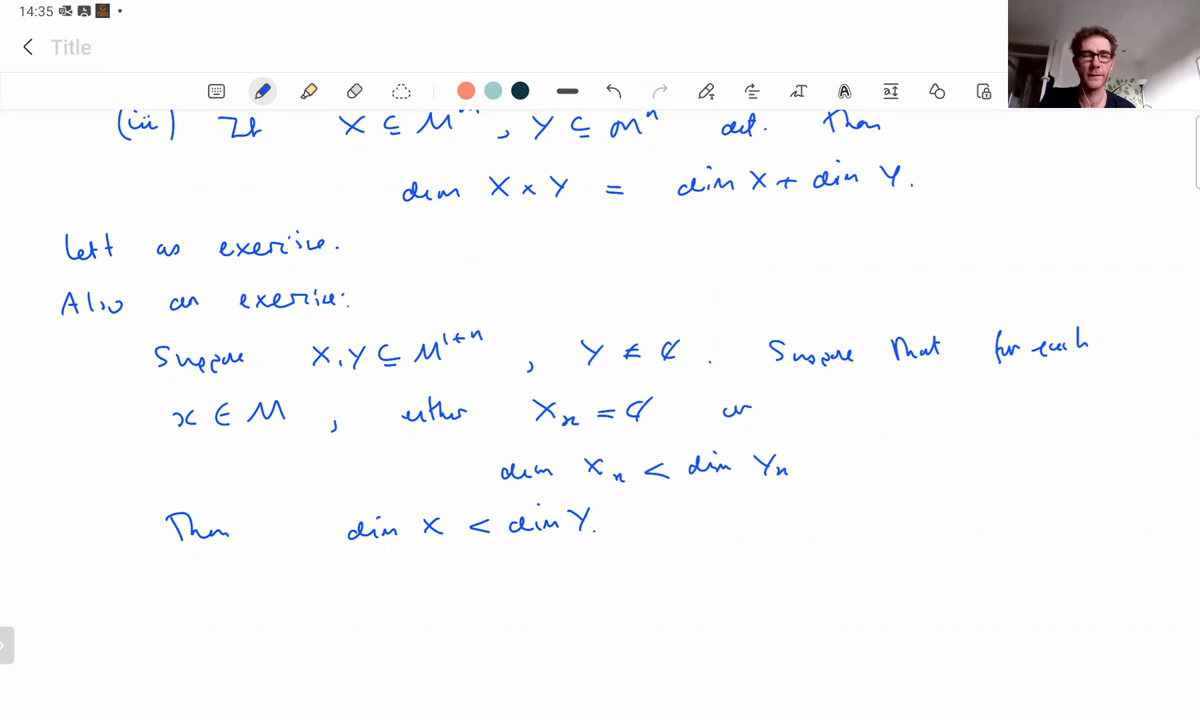 14:35
Title
(iii) If X ⊆ M^m, Y ⊆ M^n def. Then
dim X × Y = dim X + dim Y.
Left as exercise.
Also an exercise:
Suppose X, Y ⊆ M^{1+n}, Y ≠ ∅. Suppose that for each
x ∈ M, either X_x = ∅ or
dim X_x < dim Y_x
Then dim X < dim Y.